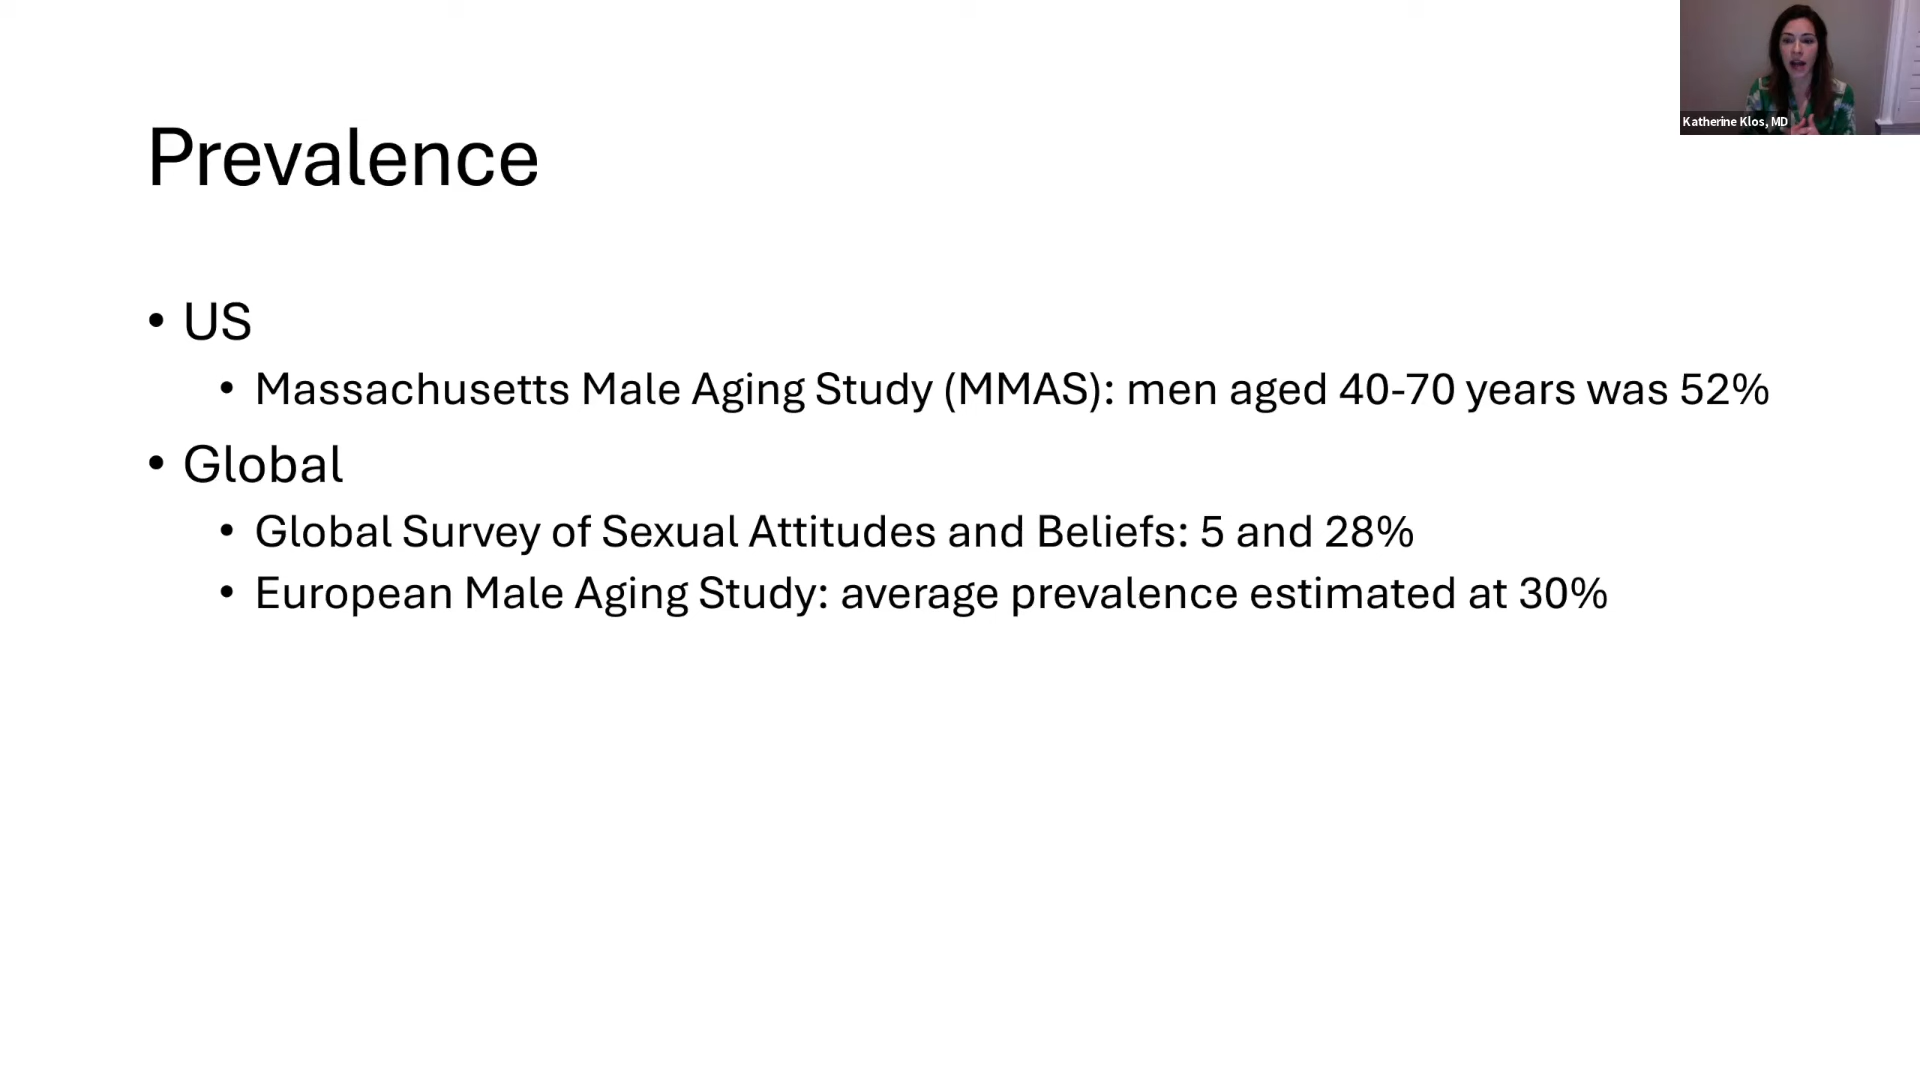 Katherine Klos, MD
Prevalence
• US
• Massachusetts Male Aging Study (MMAS): men aged 40-70 years was 52%
• Global
• Global Survey of Sexual Attitudes and Beliefs: 5 and 28%
• European Male Aging Study: average prevalence estimated at 30%